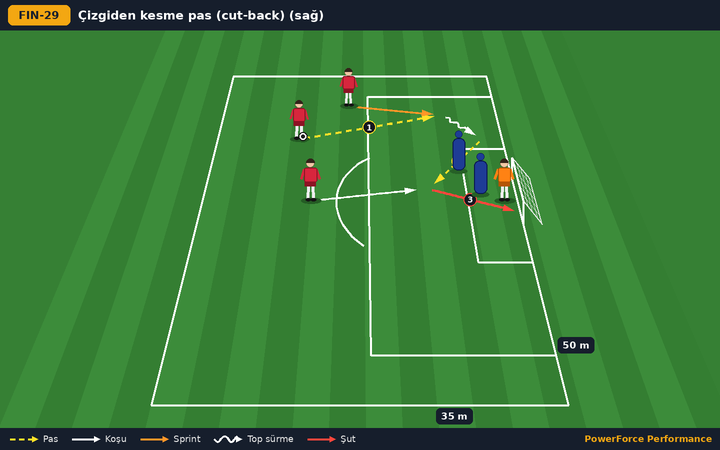 FIN-29 Çizgiden kesme pas (cut-back) (sağ)
1
3
50 m
35 m
Pas Koşu Sprint Top sürme Şut PowerForce Performance